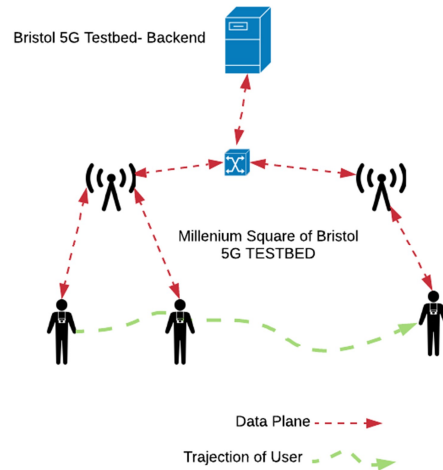 Bristol 5G Testbed- Backend
Millenium Square of Bristol
5G TESTBED
Data Plane
Trajection of User